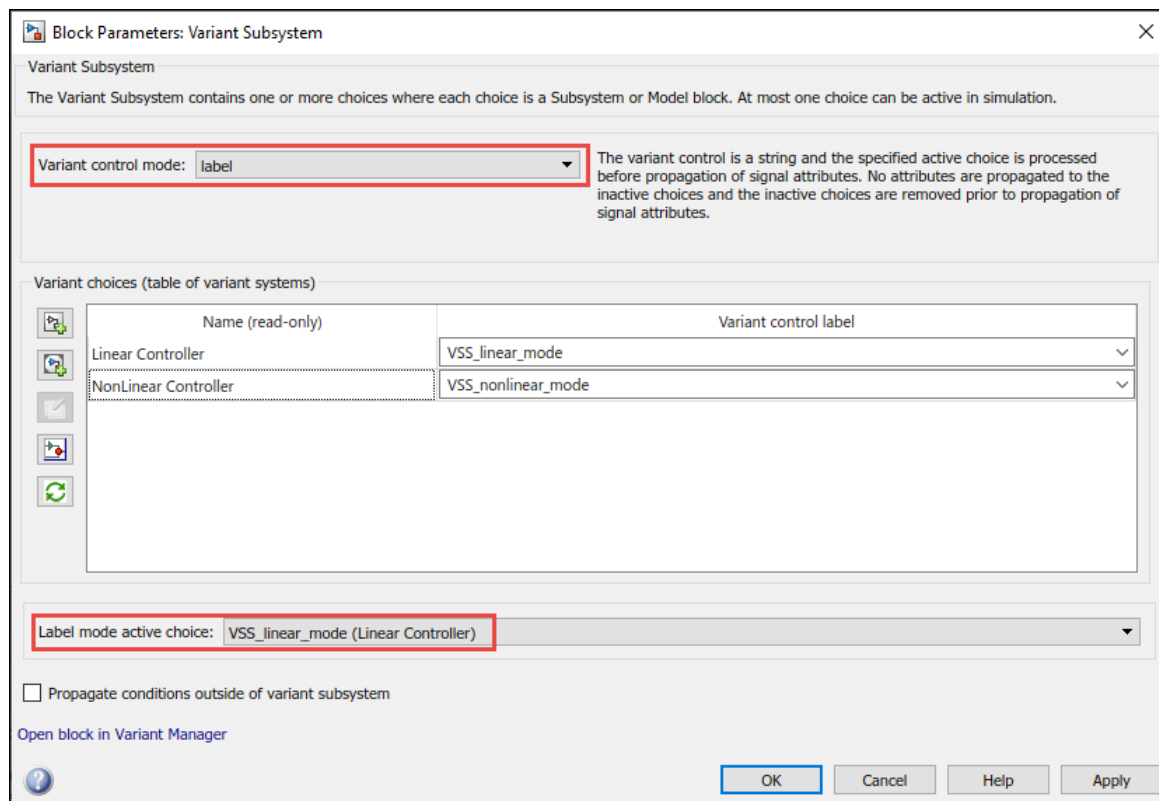 Block Parameters: Variant Subsystem
Variant Subsystem
The Variant Subsystem contains one or more choices where each choice is a Subsystem or Model block. At most one choice can be active in simulation.
Variant control mode: label
The variant control is a string and the specified active choice is processed
before propagation of signal attributes. No attributes are propagated to the
inactive choices and the inactive choices are removed prior to propagation of
signal attributes.
Variant choices (table of variant systems)
Name (read-only) Variant control label
Linear Controller VSS_linear_mode
NonLinear Controller VSS_nonlinear_mode
Label mode active choice: VSS_linear_mode (Linear Controller)
Propagate conditions outside of variant subsystem
Open block in Variant Manager
? OK Cancel Help Apply